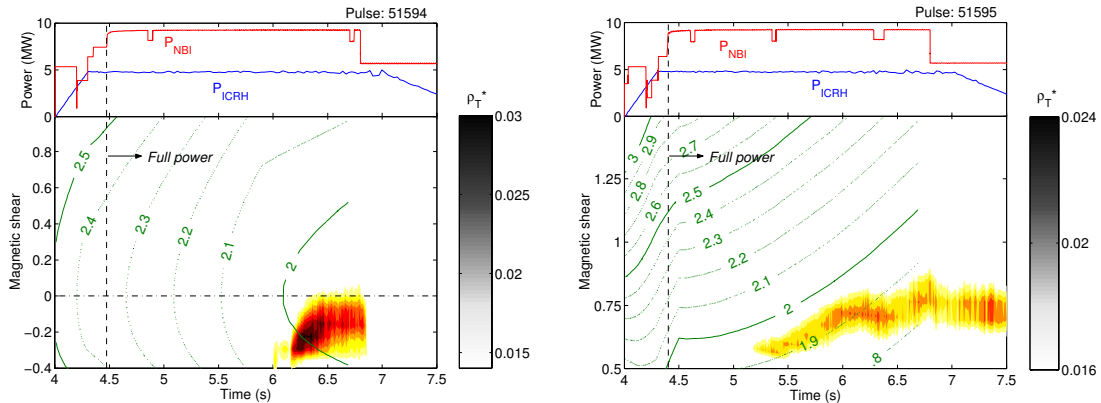 Pulse: 51594
10
5
0
Power (MW)
P_NBI
P_ICRH
0.8
0.6
0.4
0.2
0
−0.2
−0.4
Magnetic shear
2.5
2.4
2.3
2.2
2.1
2
Full power
4 4.5 5 5.5 6 6.5 7 7.5
Time (s)
ρ_T^*
0.03
0.025
0.02
0.015
Pulse: 51595
10
5
0
Power (MW)
P_NBI
P_ICRH
1.25
1
0.75
0.5
Magnetic shear
3
2.9
2.8
2.7
2.6
2.5
2.4
2.3
2.2
2.1
2
1.9
8
Full power
4 4.5 5 5.5 6 6.5 7 7.5
Time (s)
ρ_T^*
0.024
0.02
0.016